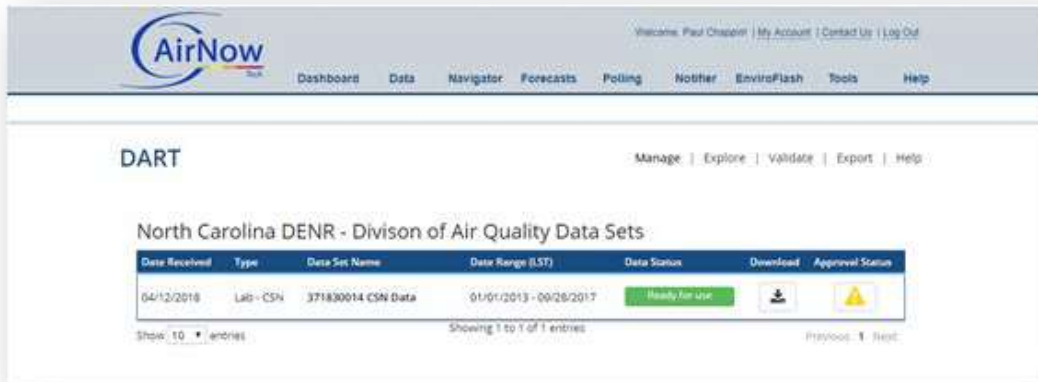 Welcome, Paul Chappin! | My Account | Contact Us | Log Out
AirNow
Tech
Dashboard Data Navigator Forecasts Polling Notifier EnviroFlash Tools Help
DART
Manage | Explore | Validate | Export | Help
North Carolina DENR - Divison of Air Quality Data Sets
Date Received Type Data Set Name Date Range (LST) Data Status Download Approval Status
04/12/2018 Lab - CSN 371830014 CSN Data 01/01/2013 - 09/28/2017 Ready for use
Show 10 entries Showing 1 to 1 of 1 entries Previous 1 Next